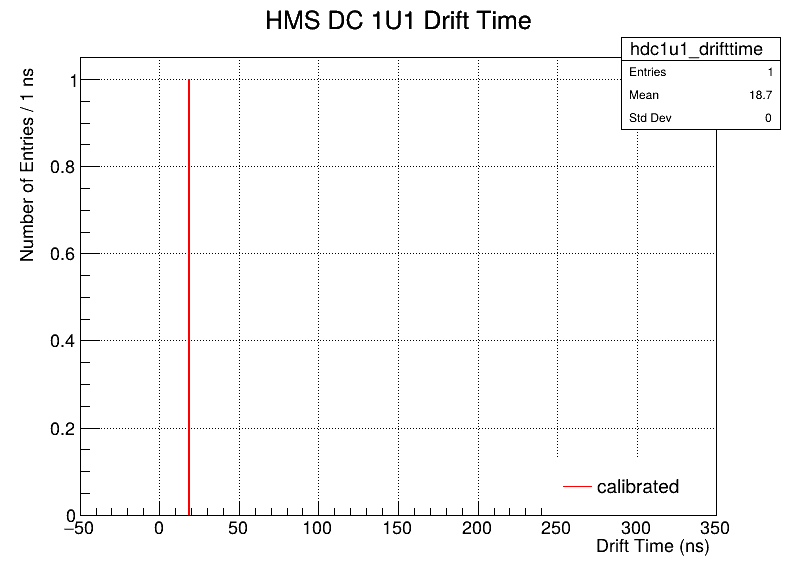 HMS DC 1U1 Drift Time
hdc1u1_drifttime
Entries 1
Mean 18.7
Std Dev 0
Number of Entries / 1 ns
1
0.8
0.6
0.4
0.2
0
−50 0 50 100 150 200 250 300 350
Drift Time (ns)
calibrated